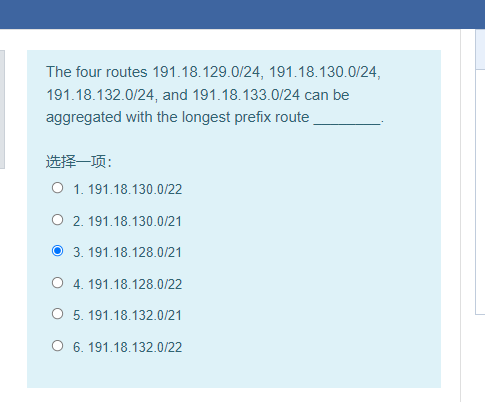 The four routes 191.18.129.0/24, 191.18.130.0/24,
191.18.132.0/24, and 191.18.133.0/24 can be
aggregated with the longest prefix route ________.
选择一项：
1. 191.18.130.0/22
2. 191.18.130.0/21
3. 191.18.128.0/21
4. 191.18.128.0/22
5. 191.18.132.0/21
6. 191.18.132.0/22